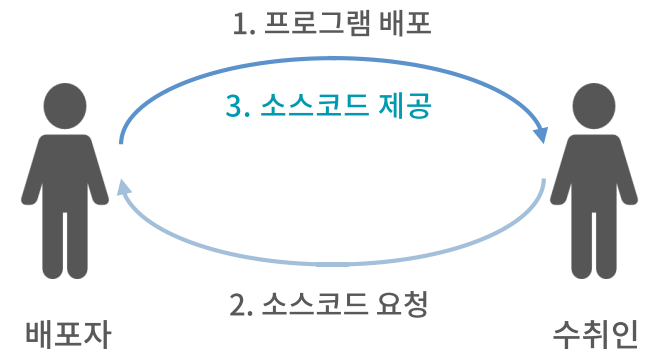 1. 프로그램 배포
3. 소스코드 제공
2. 소스코드 요청
배포자
수취인